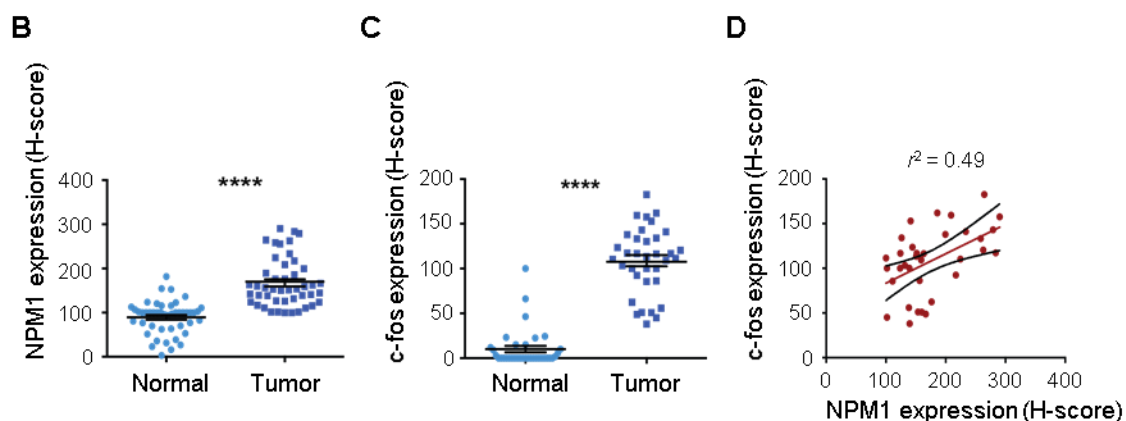 B
NPM1 expression (H-score)
400
300
200
100
0
****
Normal
Tumor
C
c-fos expression (H-score)
200
150
100
50
0
****
Normal
Tumor
D
c-fos expression (H-score)
200
150
100
50
0
r² = 0.49
0
100
200
300
400
NPM1 expression (H-score)